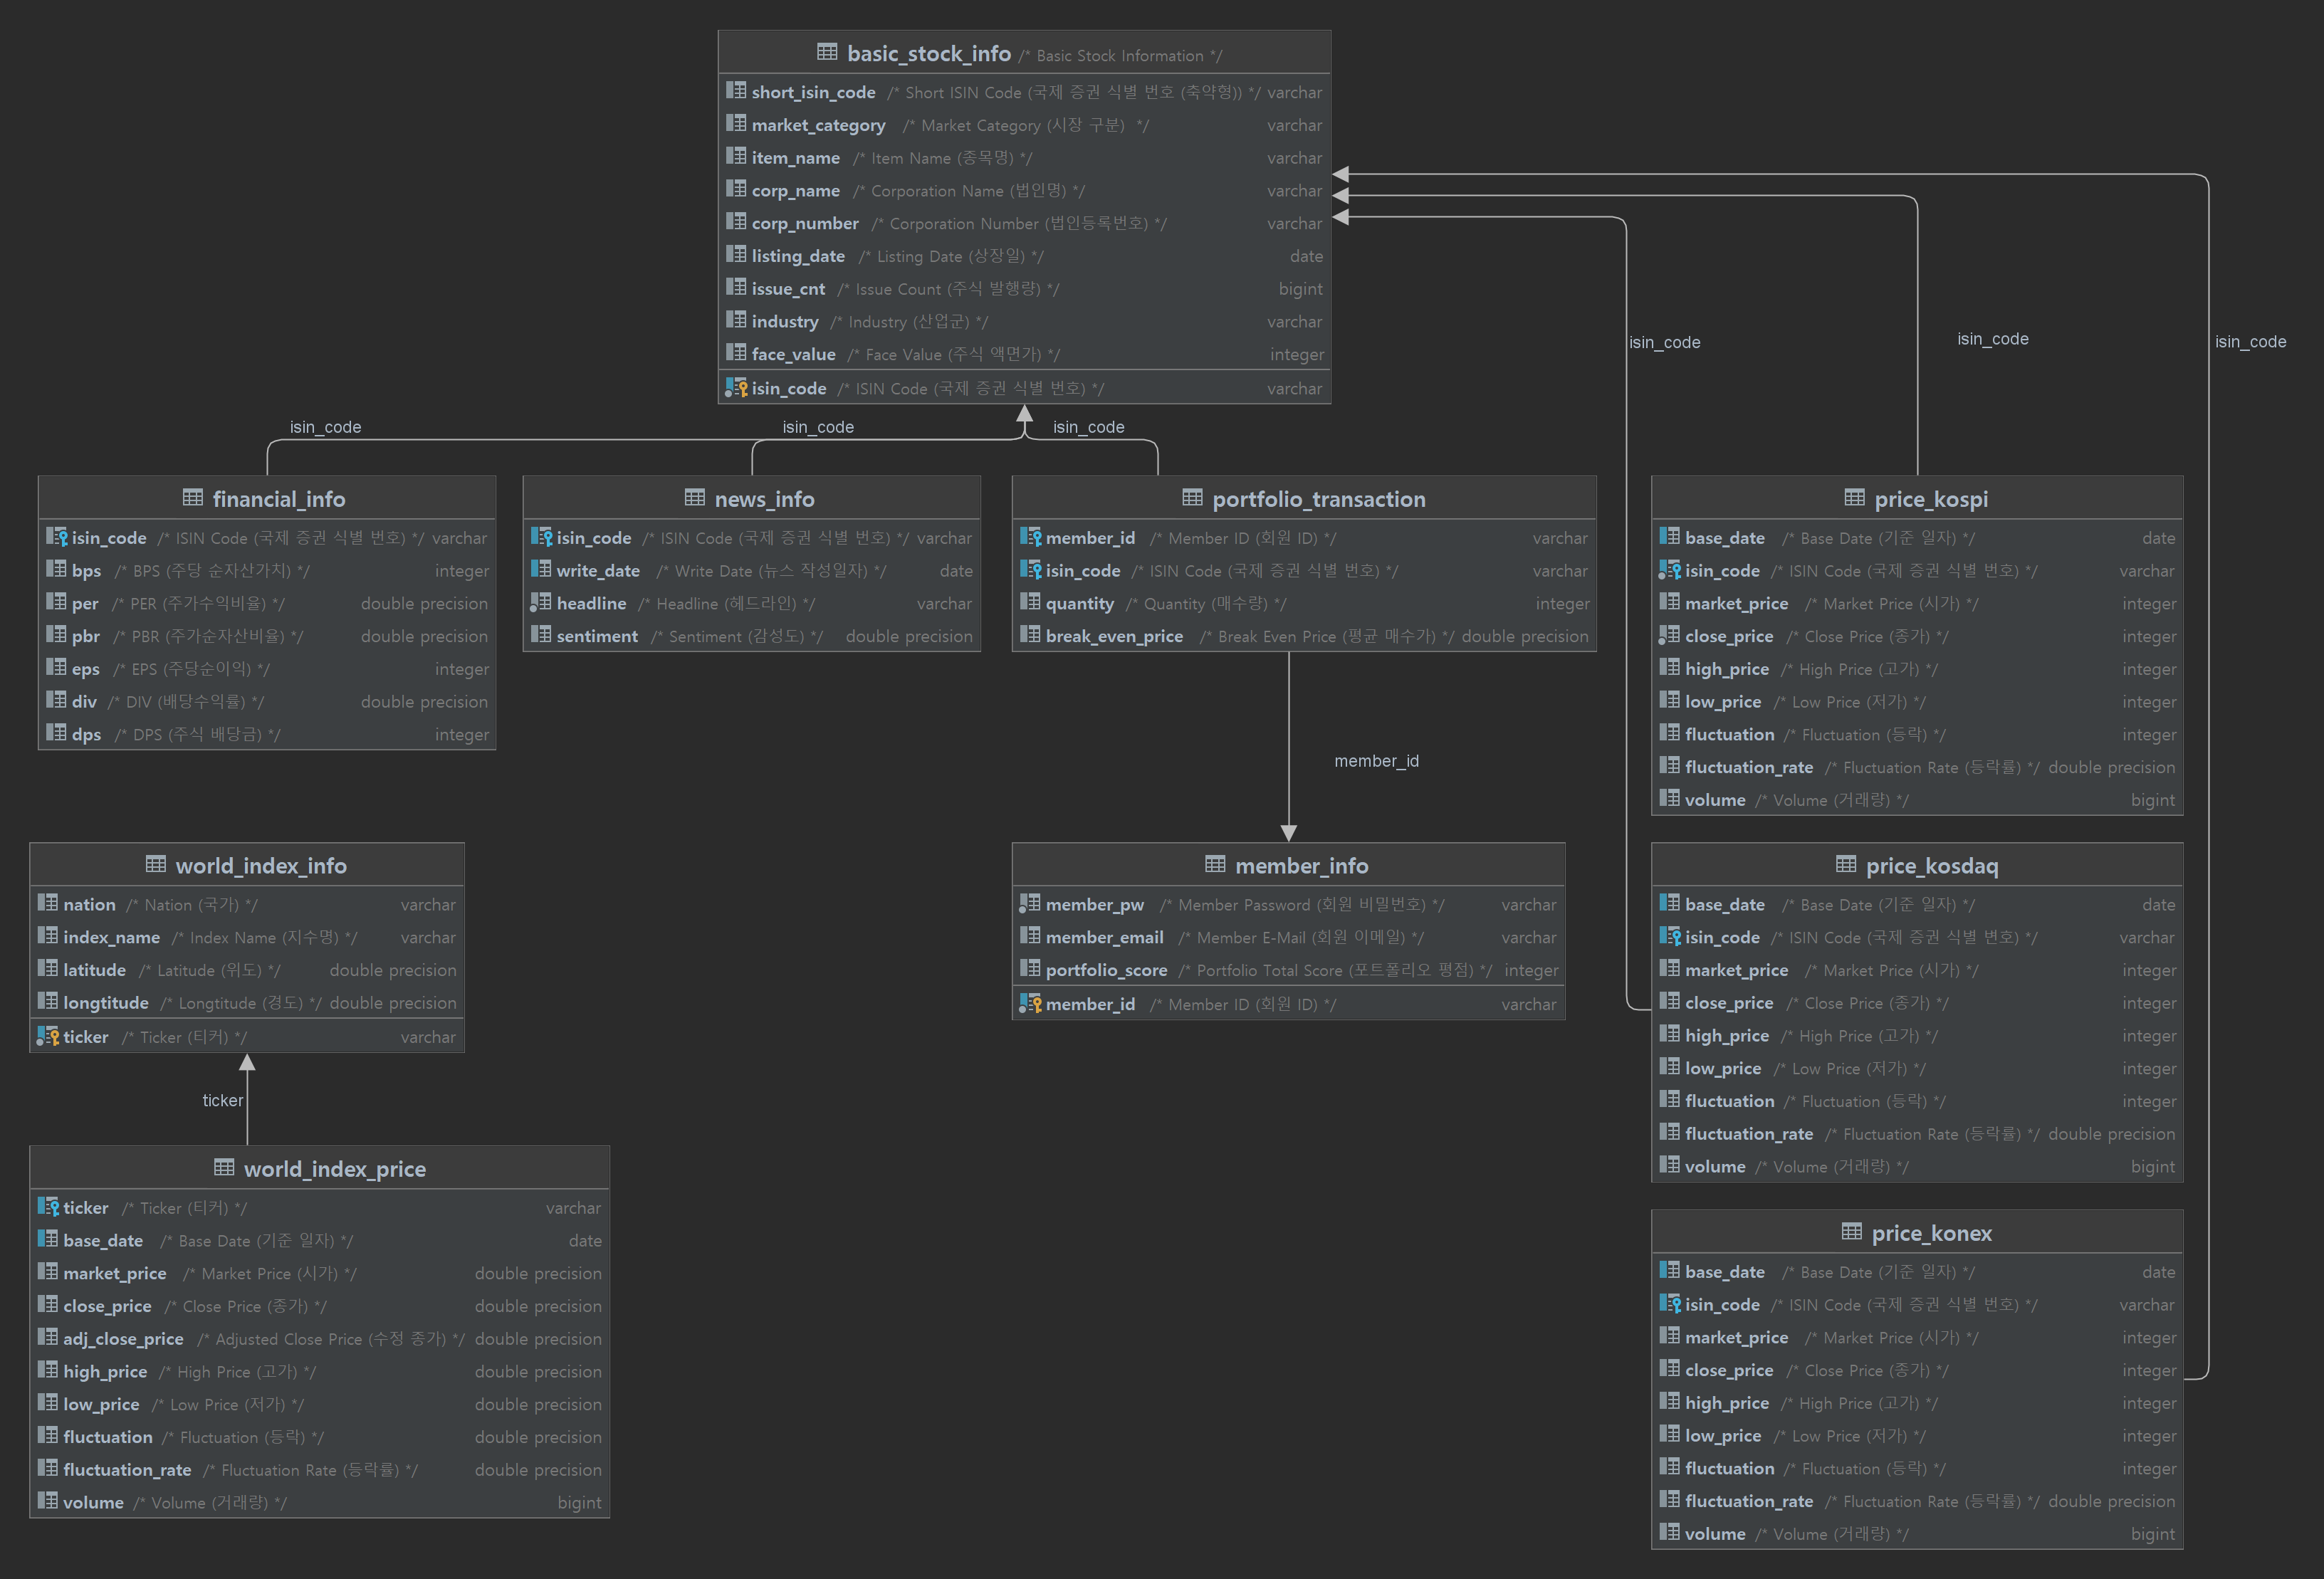 basic_stock_info /* Basic Stock Information */
short_isin_code /* Short ISIN Code (국제 증권 식별 번호 (축약형)) */ varchar
market_category /* Market Category (시장 구분) */ varchar
item_name /* Item Name (종목명) */ varchar
corp_name /* Corporation Name (법인명) */ varchar
corp_number /* Corporation Number (법인등록번호) */ varchar
listing_date /* Listing Date (상장일) */ date
issue_cnt /* Issue Count (주식 발행량) */ bigint
industry /* Industry (산업군) */ varchar
face_value /* Face Value (주식 액면가) */ integer
isin_code /* ISIN Code (국제 증권 식별 번호) */ varchar
isin_code
isin_code
isin_code
isin_code
isin_code
isin_code
financial_info
isin_code /* ISIN Code (국제 증권 식별 번호) */ varchar
bps /* BPS (주당 순자산가치) */ integer
per /* PER (주가수익비율) */ double precision
pbr /* PBR (주가순자산비율) */ double precision
eps /* EPS (주당순이익) */ integer
div /* DIV (배당수익률) */ double precision
dps /* DPS (주식 배당금) */ integer
news_info
isin_code /* ISIN Code (국제 증권 식별 번호) */ varchar
write_date /* Write Date (뉴스 작성일자) */ date
headline /* Headline (헤드라인) */ varchar
sentiment /* Sentiment (감성도) */ double precision
portfolio_transaction
member_id /* Member ID (회원 ID) */ varchar
isin_code /* ISIN Code (국제 증권 식별 번호) */ varchar
quantity /* Quantity (매수량) */ integer
break_even_price /* Break Even Price (평균 매수가) */ double precision
price_kospi
base_date /* Base Date (기준 일자) */ date
isin_code /* ISIN Code (국제 증권 식별 번호) */ varchar
market_price /* Market Price (시가) */ integer
close_price /* Close Price (종가) */ integer
high_price /* High Price (고가) */ integer
low_price /* Low Price (저가) */ integer
fluctuation /* Fluctuation (등락) */ integer
fluctuation_rate /* Fluctuation Rate (등락률) */ double precision
volume /* Volume (거래량) */ bigint
member_id
world_index_info
nation /* Nation (국가) */ varchar
index_name /* Index Name (지수명) */ varchar
latitude /* Latitude (위도) */ double precision
longtitude /* Longtitude (경도) */ double precision
ticker /* Ticker (티커) */ varchar
member_info
member_pw /* Member Password (회원 비밀번호) */ varchar
member_email /* Member E-Mail (회원 이메일) */ varchar
portfolio_score /* Portfolio Total Score (포트폴리오 평점) */ integer
member_id /* Member ID (회원 ID) */ varchar
price_kosdaq
base_date /* Base Date (기준 일자) */ date
isin_code /* ISIN Code (국제 증권 식별 변호) */ varchar
market_price /* Market Price (시가) */ integer
close_price /* Close Price (종가) */ integer
high_price /* High Price (고가) */ integer
low_price /* Low Price (저가) */ integer
fluctuation /* Fluctuation (등락) */ integer
fluctuation_rate /* Fluctuation Rate (등락률) */ double precision
volume /* Volume (거래량) */ bigint
ticker
world_index_price
ticker /* Ticker (티커) */ varchar
base_date /* Base Date (기준 일자) */ date
market_price /* Market Price (시가) */ double precision
close_price /* Close Price (종가) */ double precision
adj_close_price /* Adjusted Close Price (수정 종가) */ double precision
high_price /* High Price (고가) */ double precision
low_price /* Low Price (저가) */ double precision
fluctuation /* Fluctuation (등락) */ double precision
fluctuation_rate /* Fluctuation Rate (등락률) */ double precision
volume /* Volume (거래량) */ bigint
price_konex
base_date /* Base Date (기준 일자) */ date
isin_code /* ISIN Code (국제 증권 식별 번호) */ varchar
market_price /* Market Price (시가) */ integer
close_price /* Close Price (종가) */ integer
high_price /* High Price (고가) */ integer
low_price /* Low Price (저가) */ integer
fluctuation /* Fluctuation (등락) */ integer
fluctuation_rate /* Fluctuation Rate (등락률) */ double precision
volume /* Volume (거래량) */ bigint